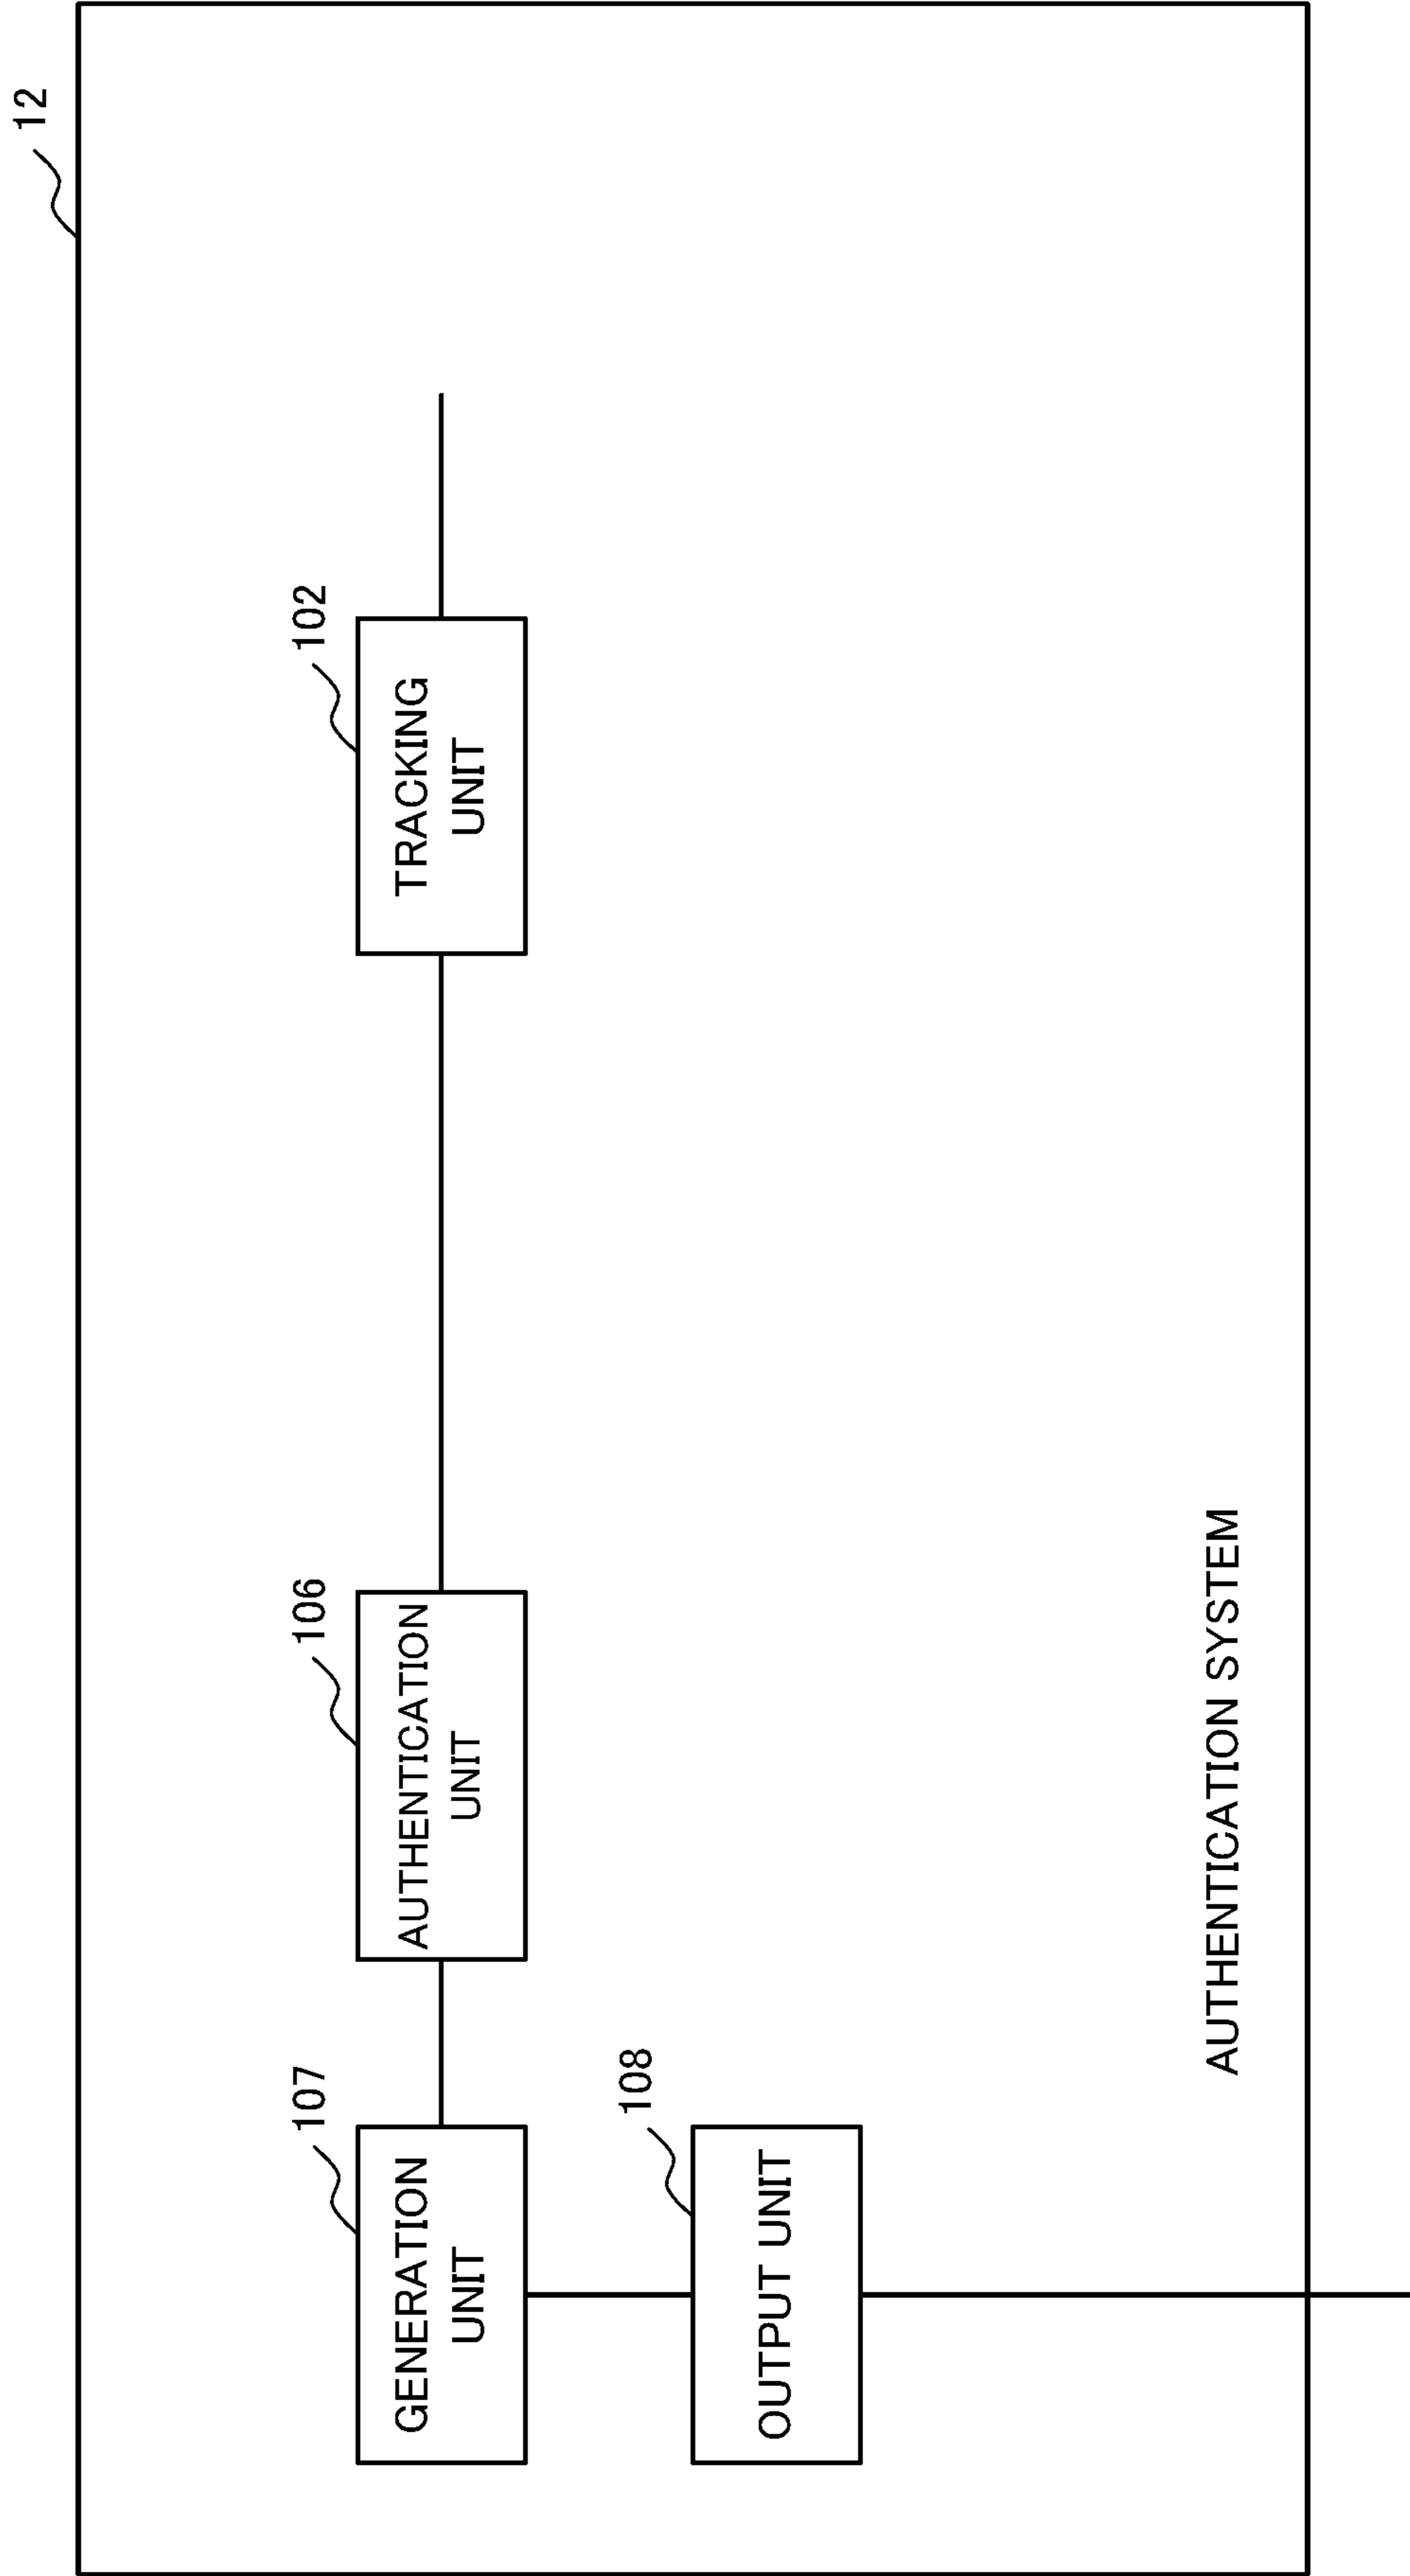 12
107
GENERATION
UNIT
106
AUTHENTICATION
UNIT
102
TRACKING
UNIT
108
OUTPUT UNIT
AUTHENTICATION SYSTEM